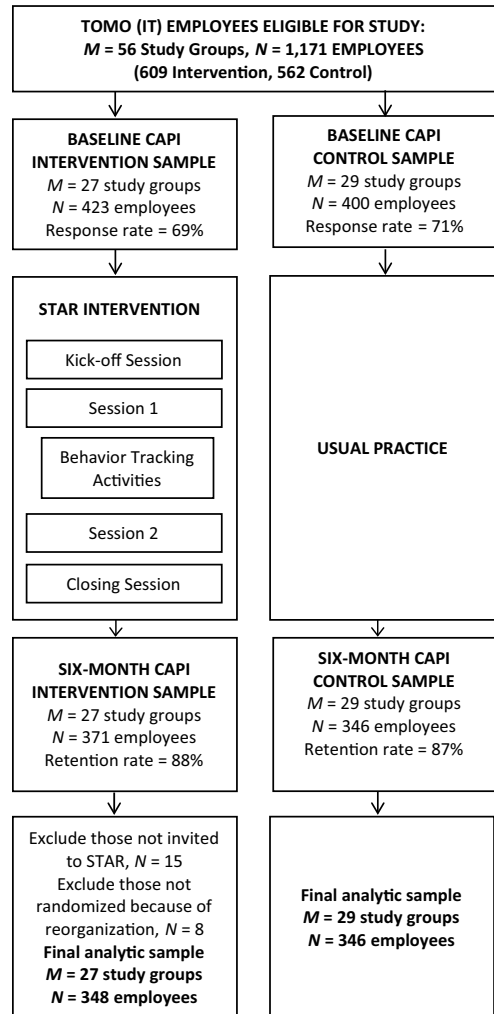 TOMO (IT) EMPLOYEES ELIGIBLE FOR STUDY:
M = 56 Study Groups, N = 1,171 EMPLOYEES
(609 Intervention, 562 Control)
BASELINE CAPI
INTERVENTION SAMPLE
M = 27 study groups
N = 423 employees
Response rate = 69%
BASELINE CAPI
CONTROL SAMPLE
M = 29 study groups
N = 400 employees
Response rate = 71%
STAR INTERVENTION
Kick-off Session
Session 1
Behavior Tracking
Activities
Session 2
Closing Session
USUAL PRACTICE
SIX-MONTH CAPI
INTERVENTION SAMPLE
M = 27 study groups
N = 371 employees
Retention rate = 88%
SIX-MONTH CAPI
CONTROL SAMPLE
M = 29 study groups
N = 346 employees
Retention rate = 87%
Exclude those not invited
to STAR, N = 15
Exclude those not
randomized because of
reorganization, N = 8
Final analytic sample
M = 27 study groups
N = 348 employees
Final analytic sample
M = 29 study groups
N = 346 employees